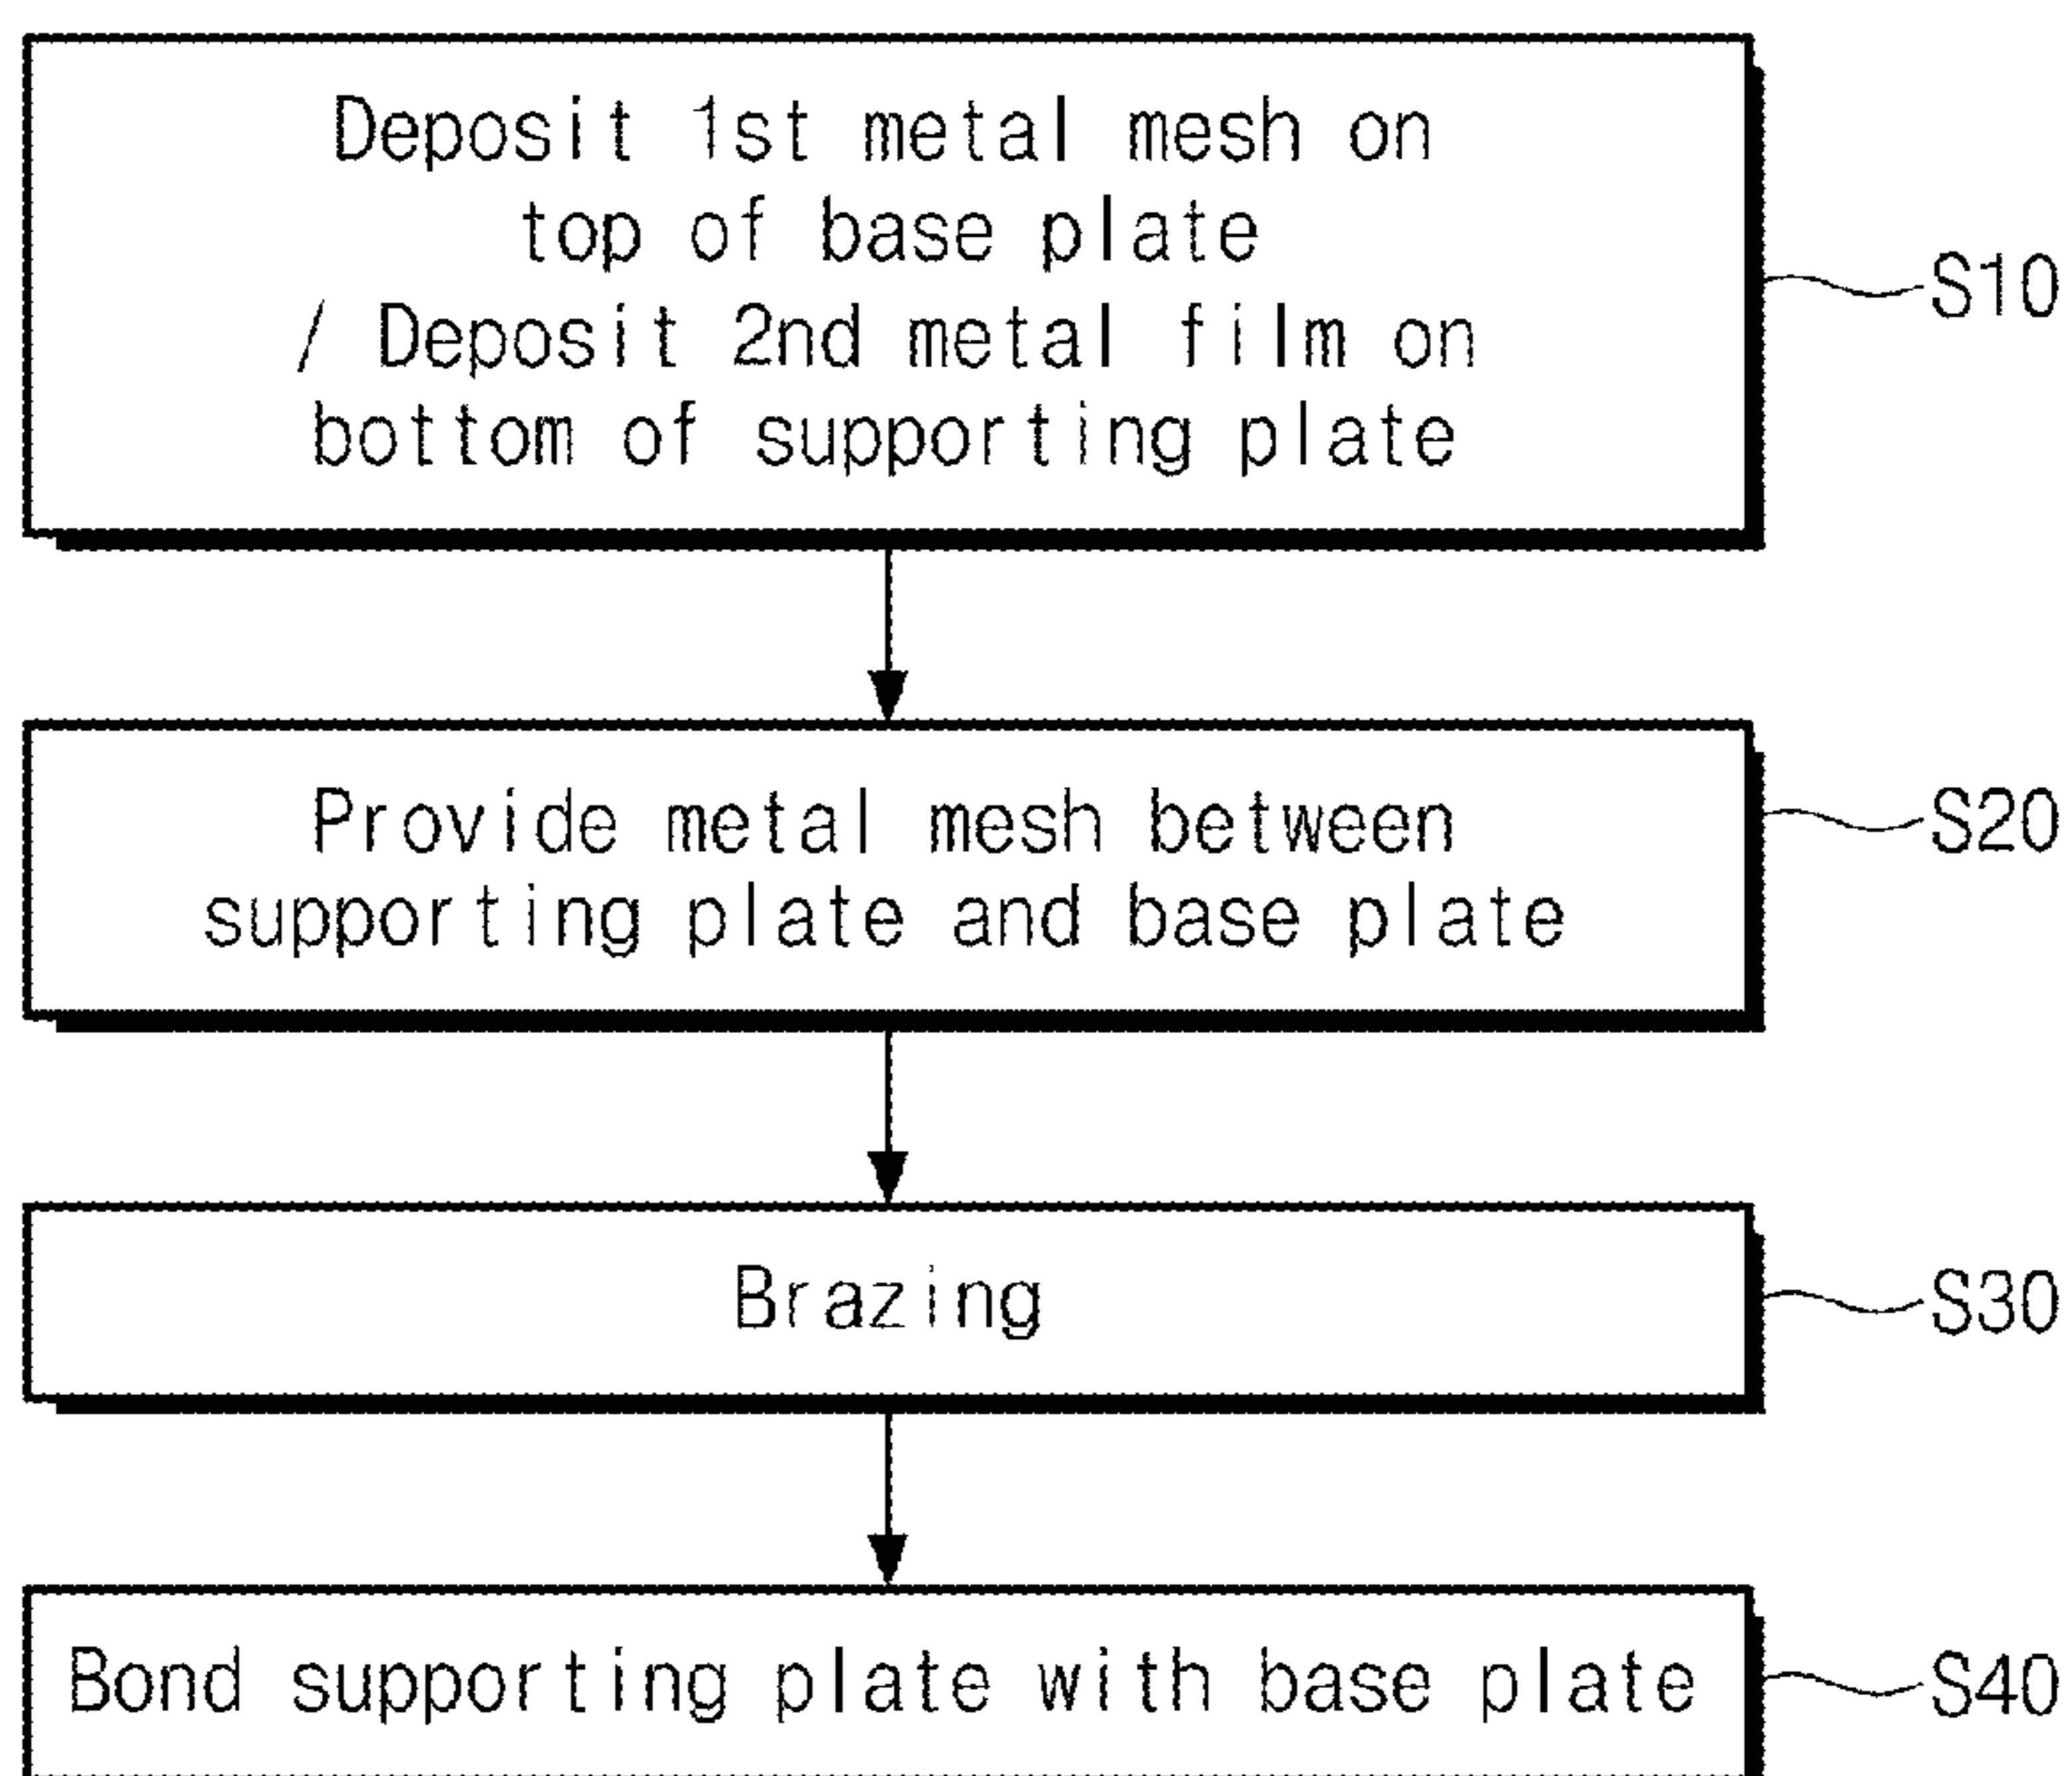 Deposit 1st metal mesh on
top of base plate
/ Deposit 2nd metal film on
bottom of supporting plate
S10
Provide metal mesh between
supporting plate and base plate
S20
Brazing
S30
Bond supporting plate with base plate
S40